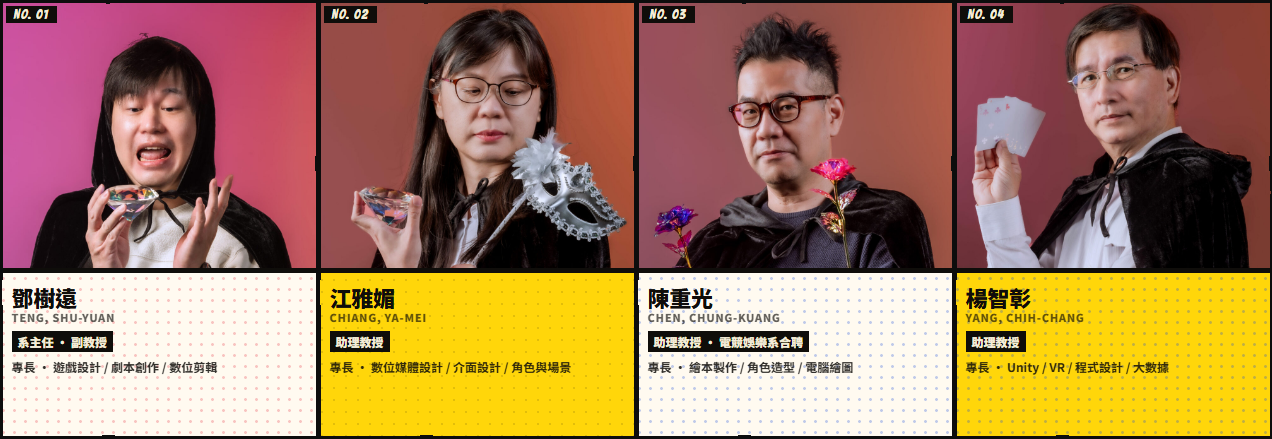 NO. 01
鄧樹遠
TENG, SHU-YUAN
系主任 · 副教授
專長 · 遊戲設計 / 劇本創作 / 數位剪輯
NO. 02
江雅媚
CHIANG, YA-MEI
助理教授
專長 · 數位媒體設計 / 介面設計 / 角色與場景
NO. 03
陳重光
CHEN, CHUNG-KUANG
助理教授 · 電競娛樂系合聘
專長 · 繪本製作 / 角色造型 / 電腦繪圖
NO. 04
楊智彰
YANG, CHIH-CHANG
助理教授
專長 · Unity / VR / 程式設計 / 大數據